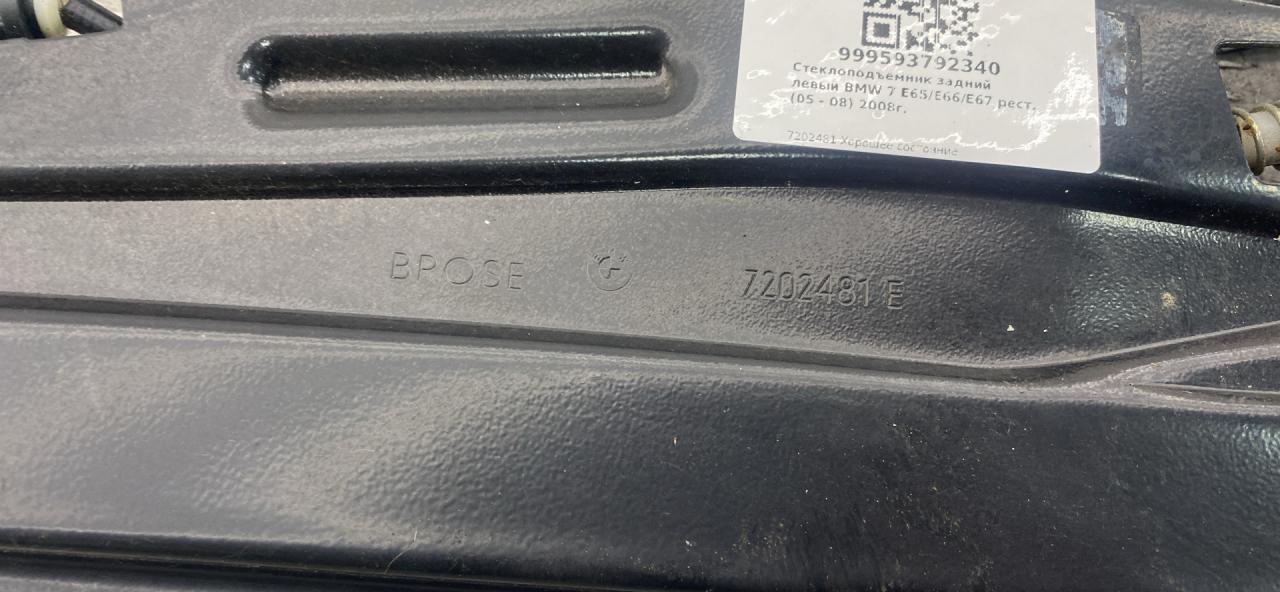 999593792340
Стеклоподъемник задний
левый BMW 7 E65/E66/E67 рест.
(05 - 08) 2008г.
7202481 Хорошее состояние
BROSE 7202481 E